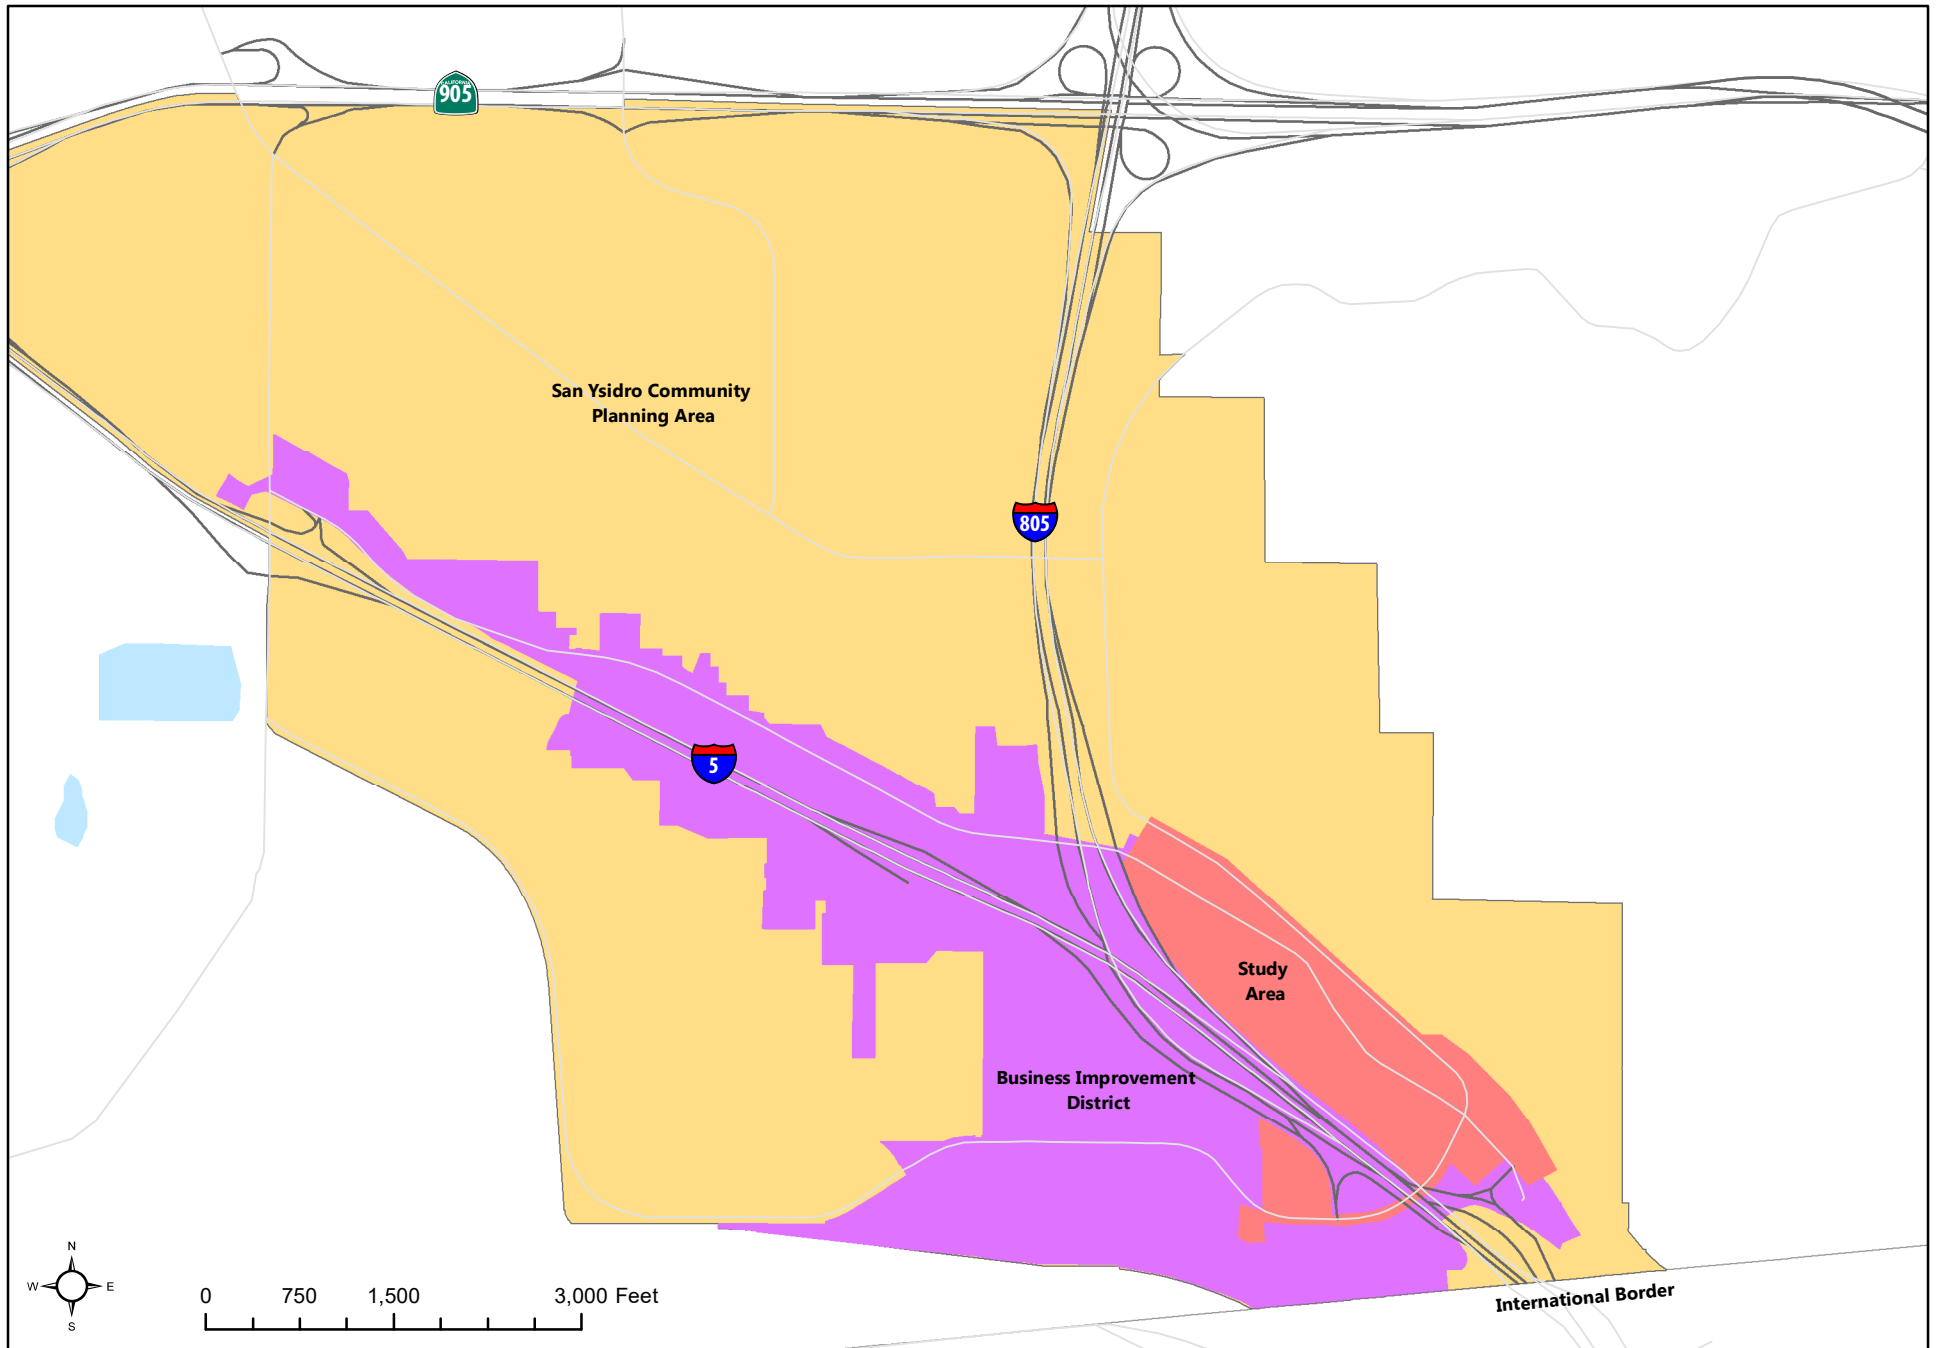 CALIFORNIA
905
San Ysidro Community
Planning Area
805
5
Study
Area
Business Improvement
District
International Border
N
W E
S
0 750 1,500 3,000 Feet